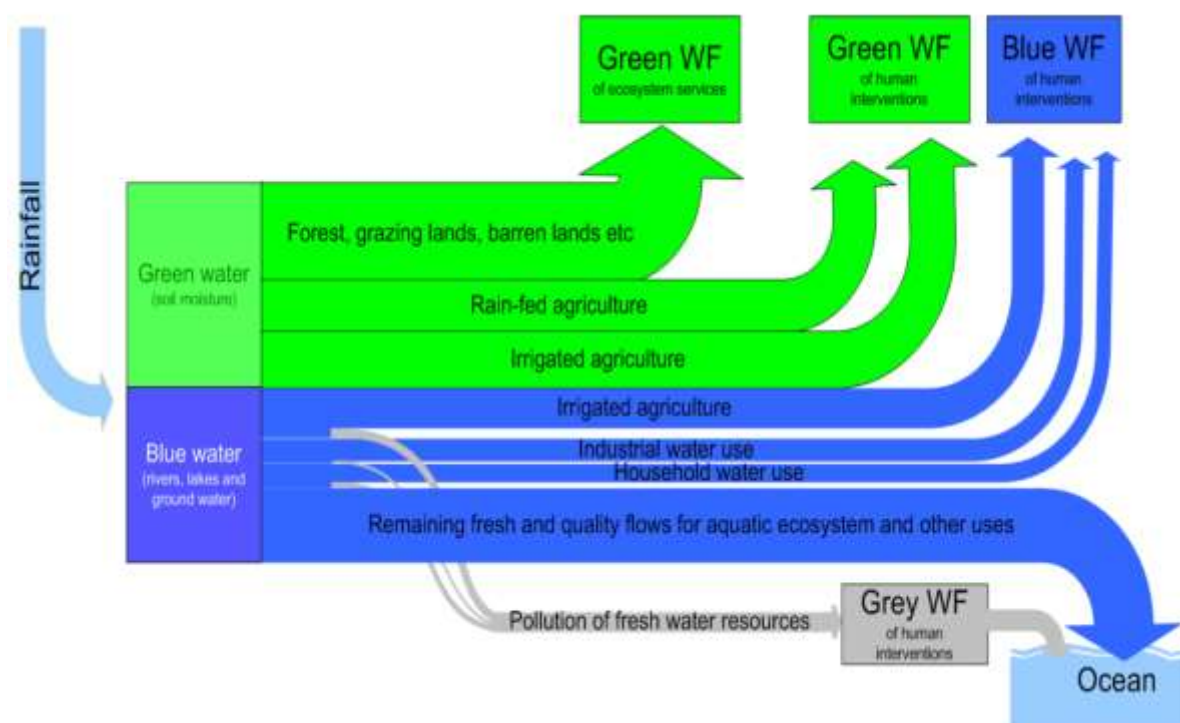 Green WF
of ecosystem services
Green WF
of human
interventions
Blue WF
of human
interventions
Rainfall
Green water
(soil moisture)
Forest, grazing lands, barren lands etc
Rain-fed agriculture
Irrigated agriculture
Blue water
(rivers, lakes and
ground water)
Irrigated agriculture
Industrial water use
Household water use
Remaining fresh and quality flows for aquatic ecosystem and other uses
Pollution of fresh water resources
Grey WF
of human
interventions
Ocean